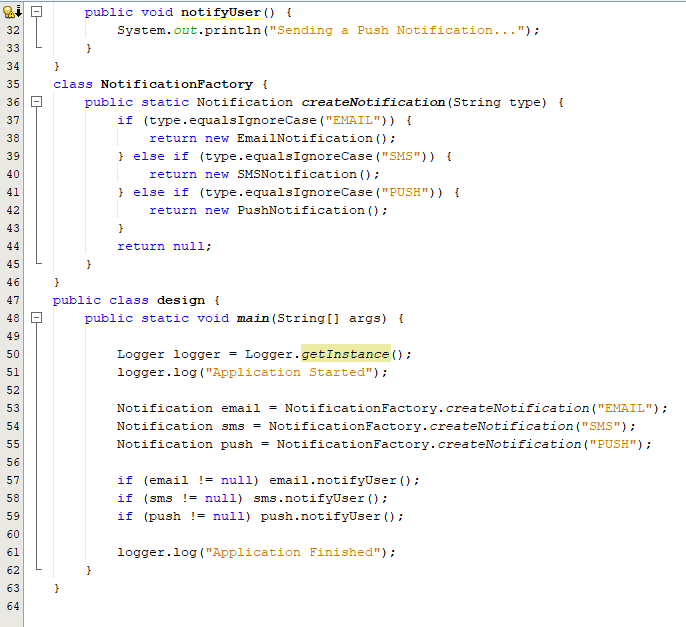 public void notifyUser() {
32 System.out.println("Sending a Push Notification...");
33 }
34 }
35 class NotificationFactory {
36 public static Notification createNotification(String type) {
37 if (type.equalsIgnoreCase("EMAIL")) {
38 return new EmailNotification();
39 } else if (type.equalsIgnoreCase("SMS")) {
40 return new SMSNotification();
41 } else if (type.equalsIgnoreCase("PUSH")) {
42 return new PushNotification();
43 }
44 return null;
45 }
46 }
47 public class design {
48 public static void main(String[] args) {
49
50 Logger logger = Logger.getInstance();
51 logger.log("Application Started");
52
53 Notification email = NotificationFactory.createNotification("EMAIL");
54 Notification sms = NotificationFactory.createNotification("SMS");
55 Notification push = NotificationFactory.createNotification("PUSH");
56
57 if (email != null) email.notifyUser();
58 if (sms != null) sms.notifyUser();
59 if (push != null) push.notifyUser();
60
61 logger.log("Application Finished");
62 }
63 }
64